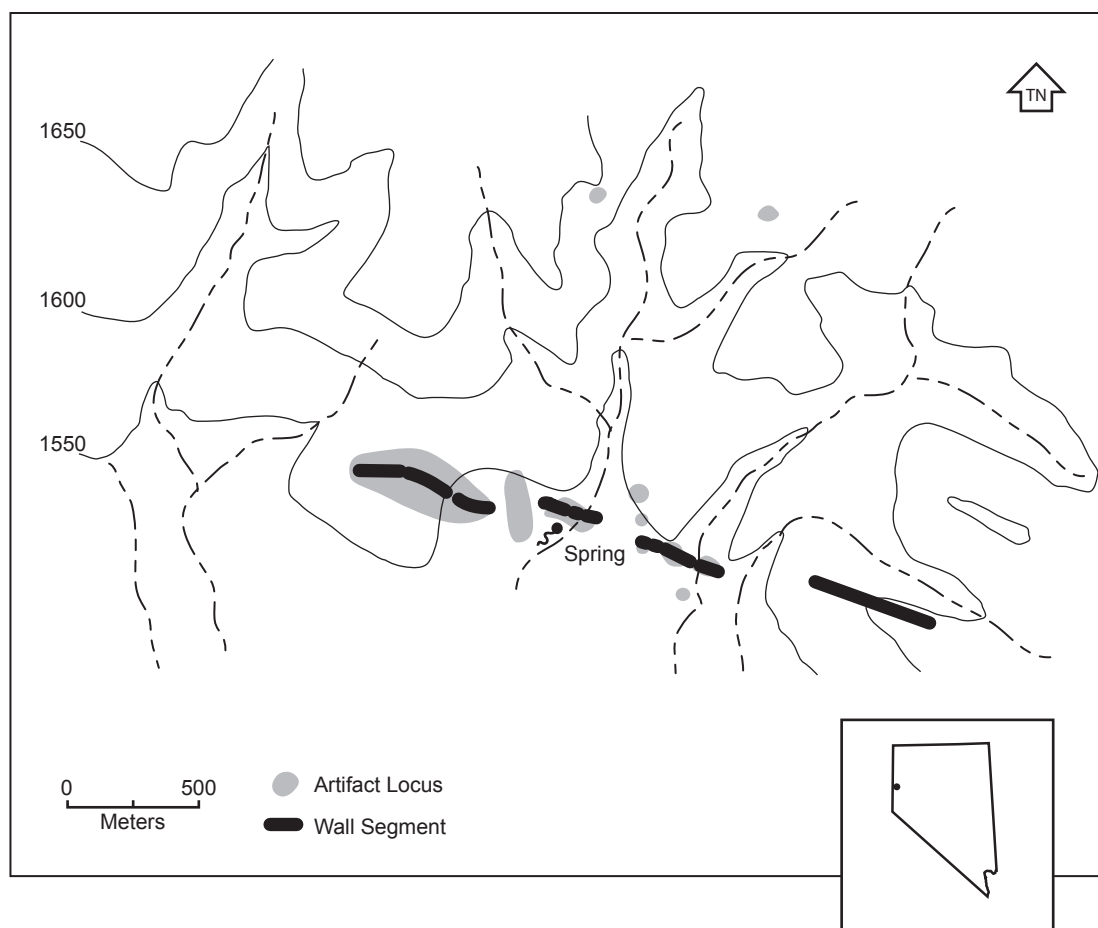 TN
1650
1600
1550
Spring
0 500
Meters
Artifact Locus
Wall Segment